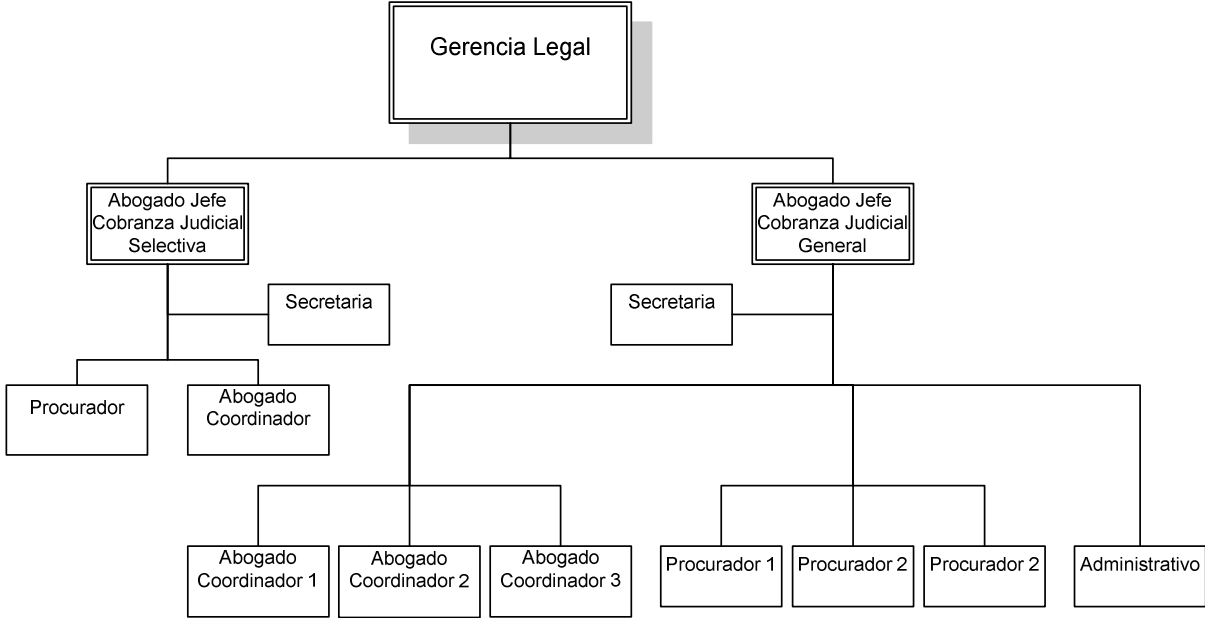 Gerencia Legal
Abogado Jefe
Cobranza Judicial
Selectiva
Abogado Jefe
Cobranza Judicial
General
Secretaria
Secretaria
Procurador
Abogado
Coordinador
Abogado
Coordinador 1
Abogado
Coordinador 2
Abogado
Coordinador 3
Procurador 1
Procurador 2
Procurador 2
Administrativo